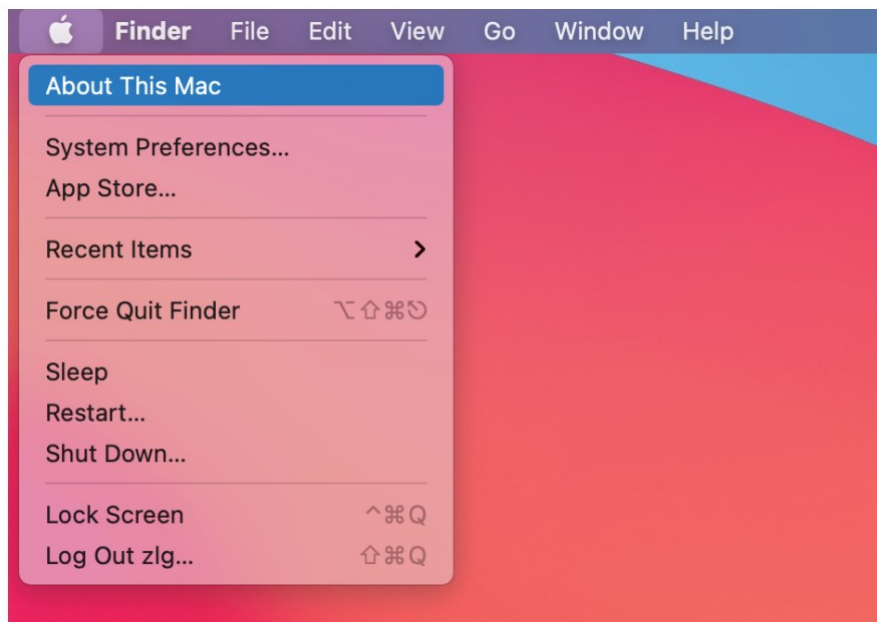 Finder File Edit View Go Window Help
About This Mac
System Preferences...
App Store...
Recent Items
Force Quit Finder ⌥⇧⌘⎋
Sleep
Restart...
Shut Down...
Lock Screen ^⌘Q
Log Out zlg... ⇧⌘Q